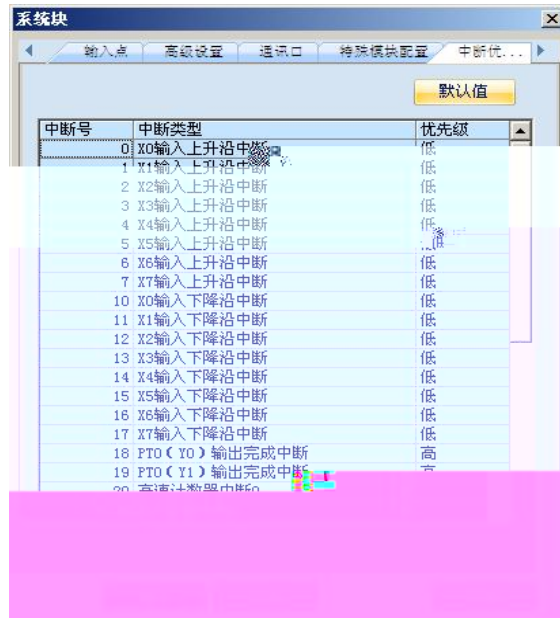 系统块
输入点 高级设置 通讯口 特殊模块配置 中断优...
默认值
中断号 中断类型 优先级
0 X0输入上升沿中断 低
1 X1输入上升沿中断 低
2 X2输入上升沿中断 低
3 X3输入上升沿中断 低
4 X4输入上升沿中断 低
5 X5输入上升沿中断 低
6 X6输入上升沿中断 低
7 X7输入上升沿中断 低
10 X0输入下降沿中断 低
11 X1输入下降沿中断 低
12 X2输入下降沿中断 低
13 X3输入下降沿中断 低
14 X4输入下降沿中断 低
15 X5输入下降沿中断 低
16 X6输入下降沿中断 低
17 X7输入下降沿中断 低
18 PTO(Y0)输出完成中断 高
19 PTO(Y1)输出完成中断
20 高速计数器中断0